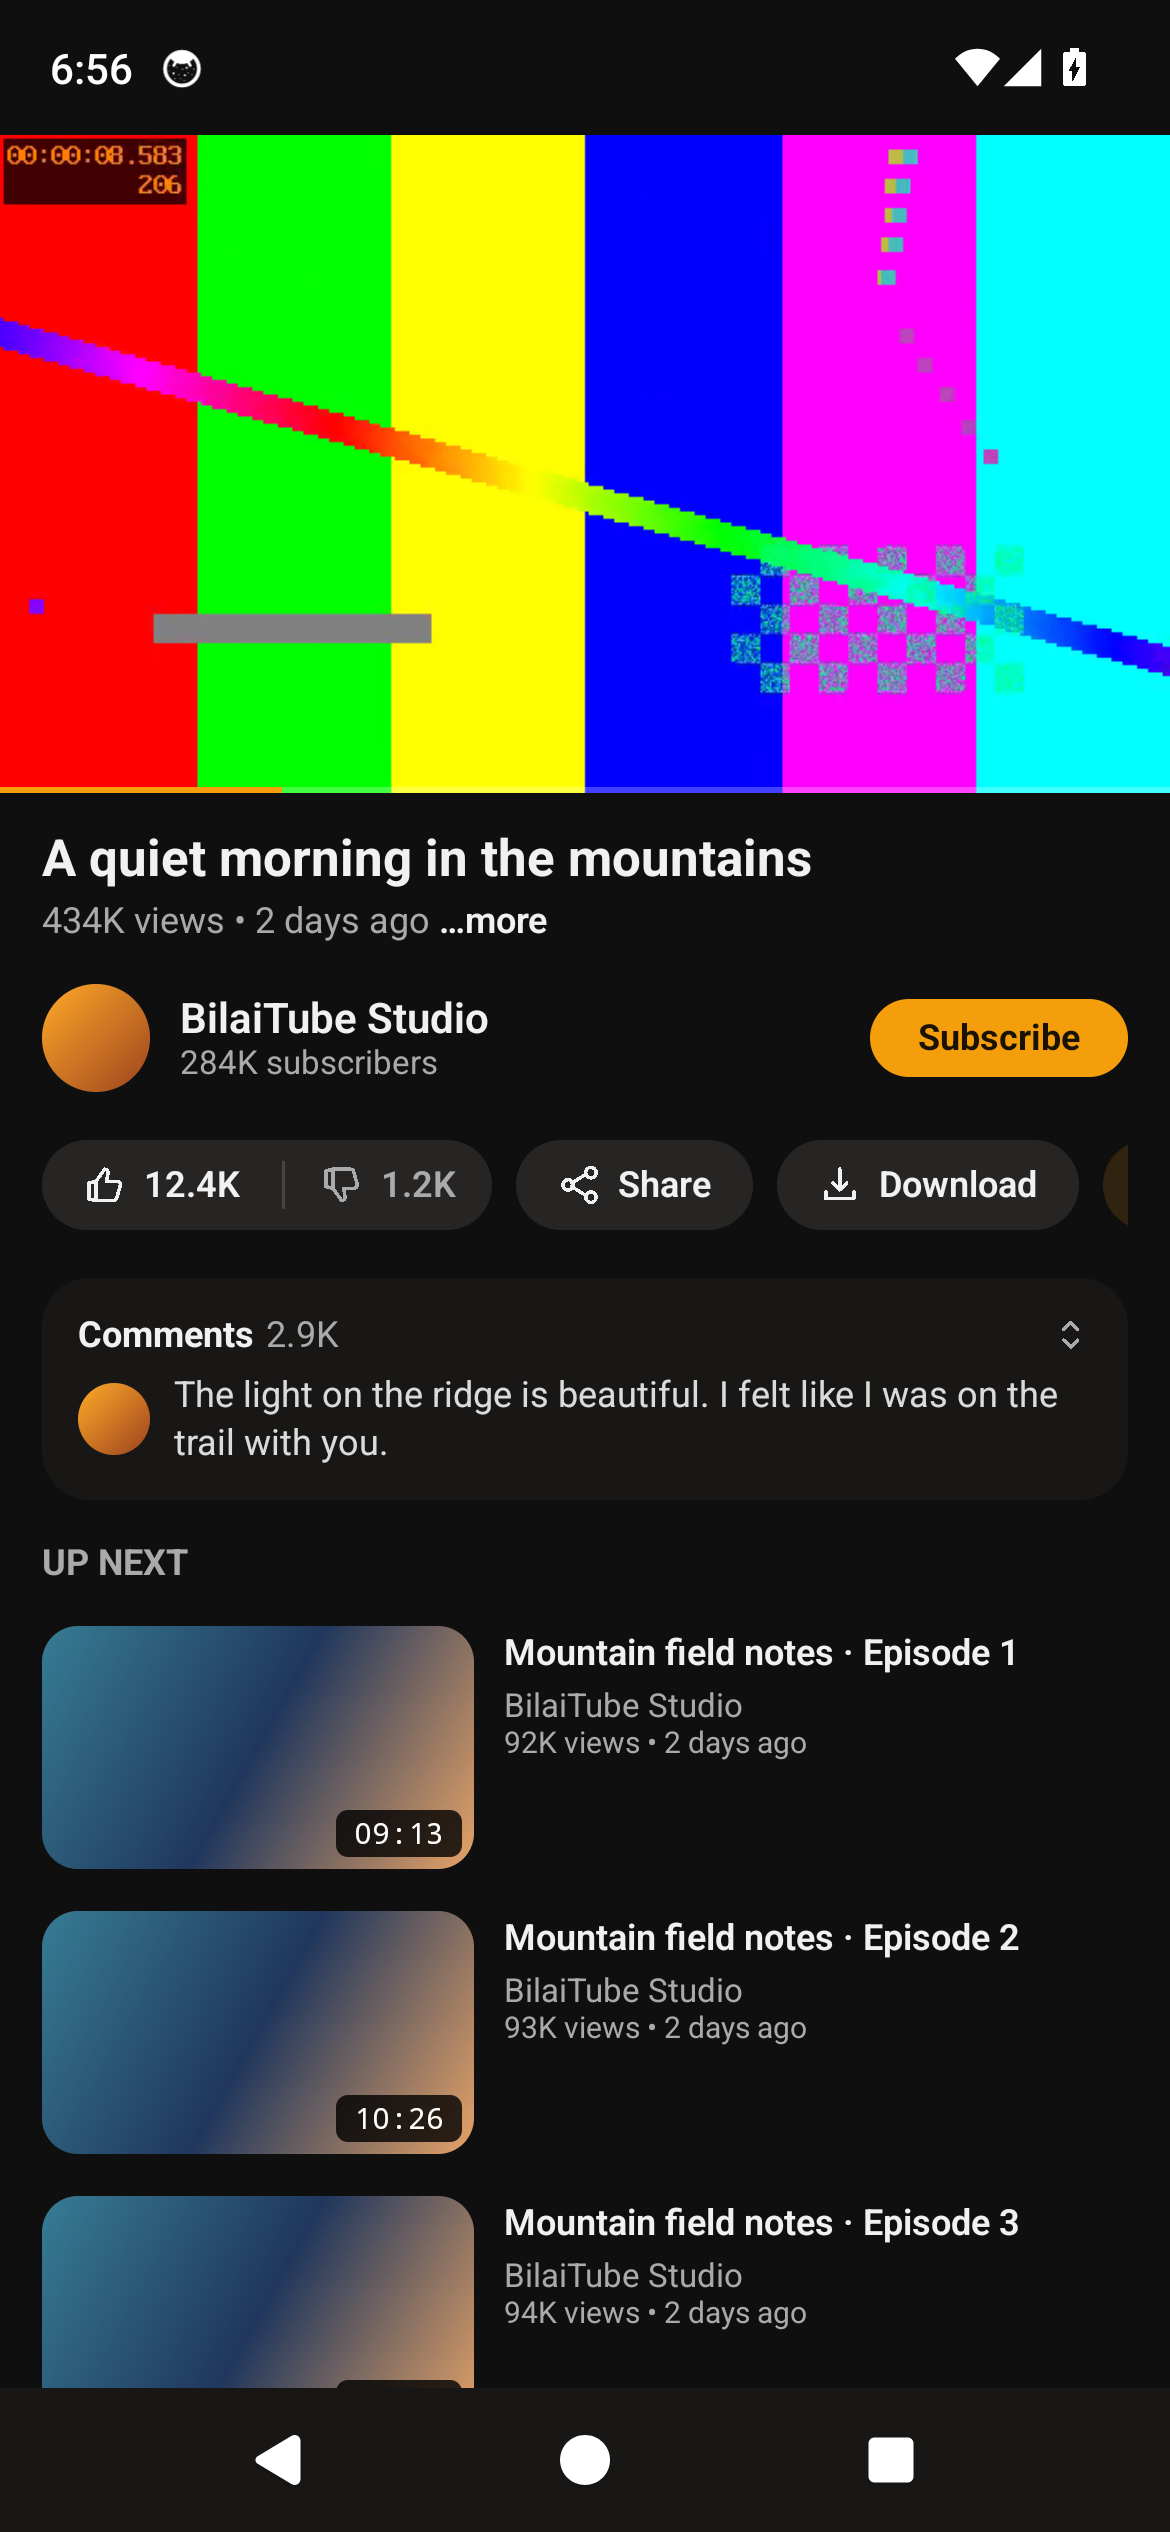 6:56
00:00:08.583
206
A quiet morning in the mountains
434K views • 2 days ago ...more
BilaiTube Studio
284K subscribers
Subscribe
12.4K
1.2K
Share
Download
Comments 2.9K
The light on the ridge is beautiful. I felt like I was on the
trail with you.
UP NEXT
Mountain field notes · Episode 1
BilaiTube Studio
92K views • 2 days ago
09:13
Mountain field notes · Episode 2
BilaiTube Studio
93K views • 2 days ago
10:26
Mountain field notes · Episode 3
BilaiTube Studio
94K views • 2 days ago